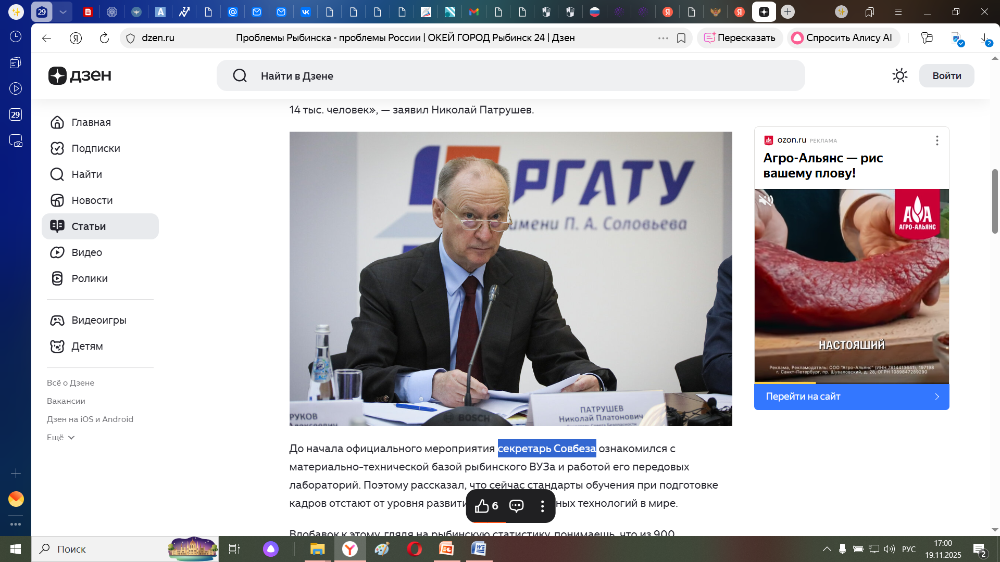 29
dzen.ru
Проблемы Рыбинска - проблемы России | ОКЕЙ ГОРОД Рыбинск 24 | Дзен
Пересказать
Спросить Алису AI
2
дзен
Найти в Дзене
Войти
29
Главная
Подписки
Найти
Новости
Статьи
Видео
Ролики
Видеоигры
Детям
Всё о Дзене
Вакансии
Дзен на iOS и Android
Ещё
14 тыс. человек», — заявил Николай Патрушев.
РГАТУ
имени П. А. Соловьева
BOSCH
ПАТРУШЕВ
Николай Платонович
До начала официального мероприятия секретарь Совбеза ознакомился с
материально-технической базой рыбинского ВУЗа и работой его передовых
лабораторий. Поэтому рассказал, что сейчас стандарты обучения при подготовке
кадров отстают от уровня
технологий в мире.
6
Вдобавок к этому, глядя на рыбинскую статистику, понимаешь, что из 900
ozon.ru РЕКЛАМА
Агро-Альянс — рис
вашему плову!
АГРО-АЛЬЯНС
НАСТОЯЩИЙ
Реклама, Рекламодатель: ООО "Агро-Альянс" (ИНН 7814413641), 197198
г. Санкт-Петербург, пр. Шуваловский, д. 28, ОГРН 1089847289290
Перейти на сайт
Поиск
РУС
17:00
19.11.2025
2